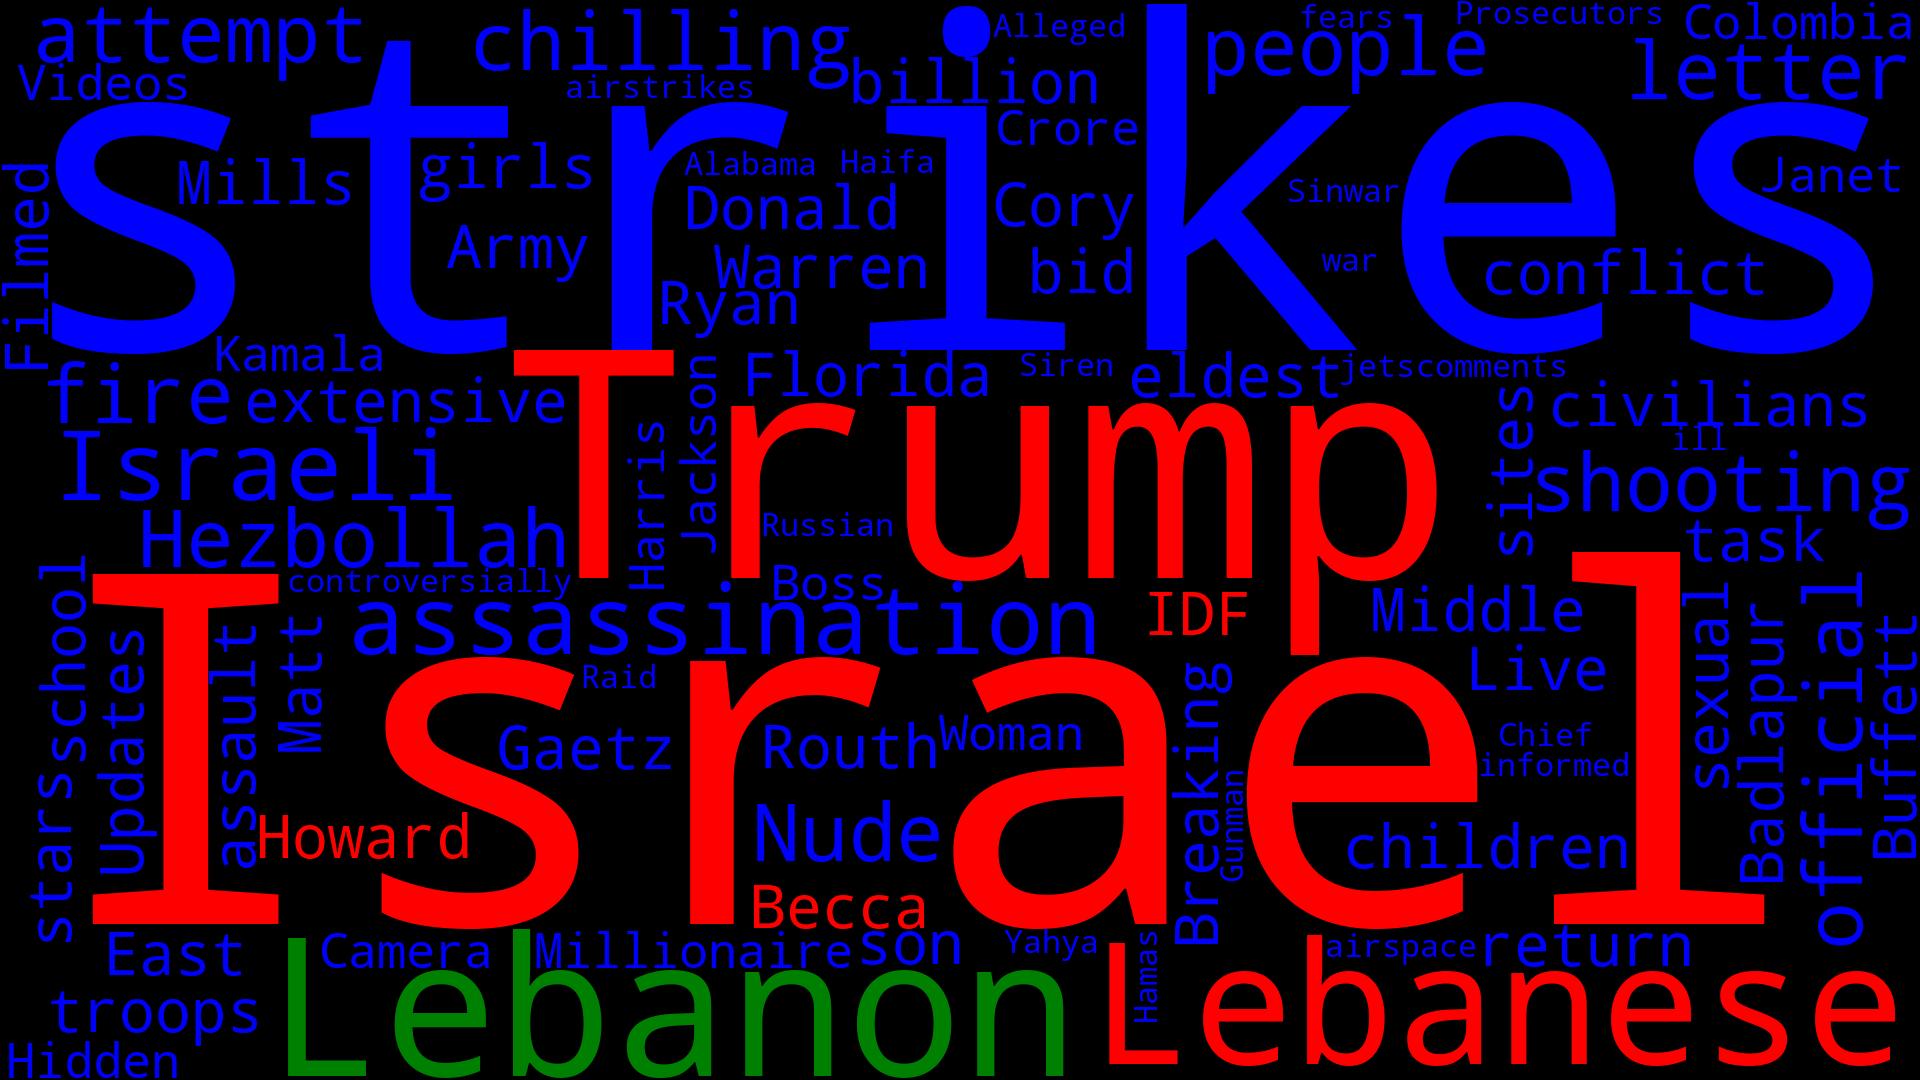 attempt
chilling
Alleged
people
fears
Prosecutors
Colombia
Videos
airstrikes
billion
letter
strikes
Crore
Mills
girls
Alabama
Haifa
Janet
Filmed
Donald
Cory
Sinwar
Army
Warren
bid
war
conflict
Ryan
Kamala
Florida
Siren
eldest
jetscomments
fire
extensive
Trump
Jackson
Harris
sites
civilians
ill
Israeli
shooting
Hezbollah
Russian
task
controversially
Boss
assassination
IDF
Middle
starsschool
Updates
assault
Matt
Raid
Live
sexual
Badlapur
official
Buffett
Israel
Gaetz
Routh
Woman
Breaking
Gunman
Chief
informed
Howard
Nude
children
Becca
East
Camera
Millionaire
son
Yahya
Hamas
airspace
return
troops
Lebanon
Lebanese
Hidden